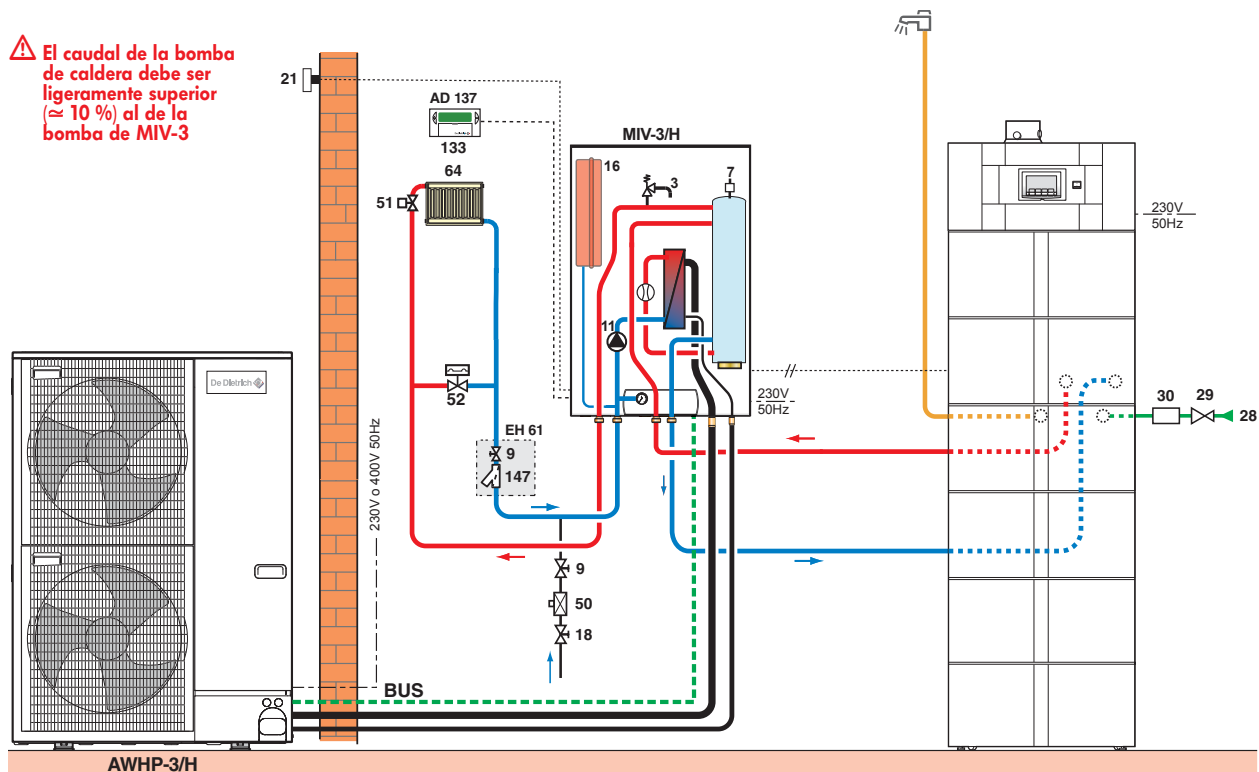 El caudal de la bomba
de caldera debe ser
ligeramente superior
(≃ 10 %) al de la
bomba de MIV-3
21
AD 137
133
64
51
MIV-3/H
16
3
7
11
230V
50Hz
230V
50Hz
52
EH 61
9
147
30
29
28
De Dietrich
230V o 400V 50Hz
9
50
18
BUS
AWHP-3/H